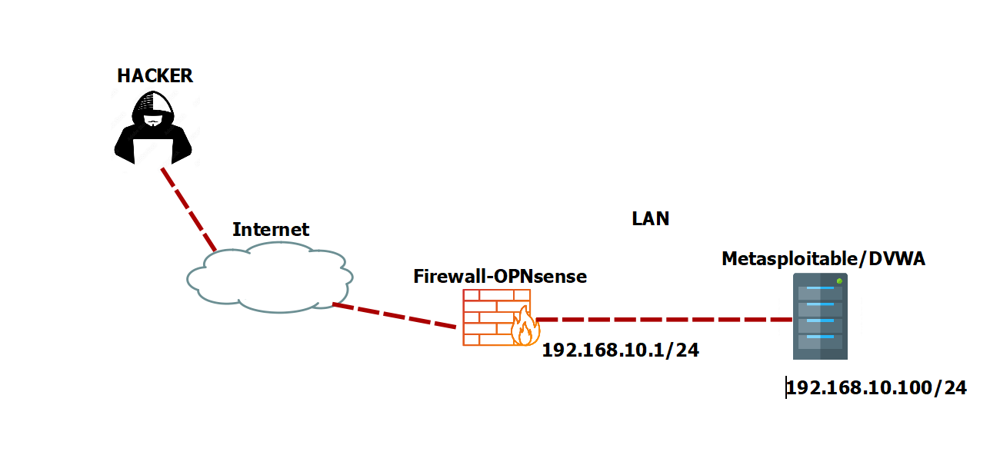 HACKER
Internet
LAN
Firewall-OPNsense
Metasploitable/DVWA
192.168.10.1/24
192.168.10.100/24